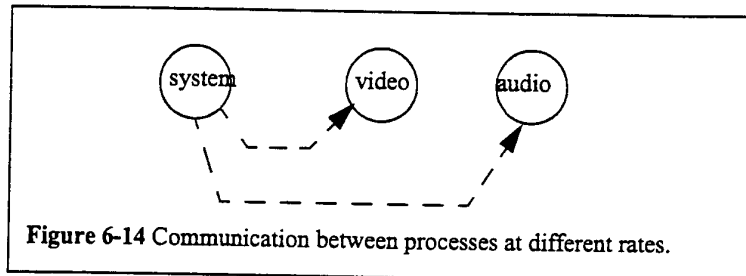 system video audio
Figure 6-14 Communication between processes at different rates.